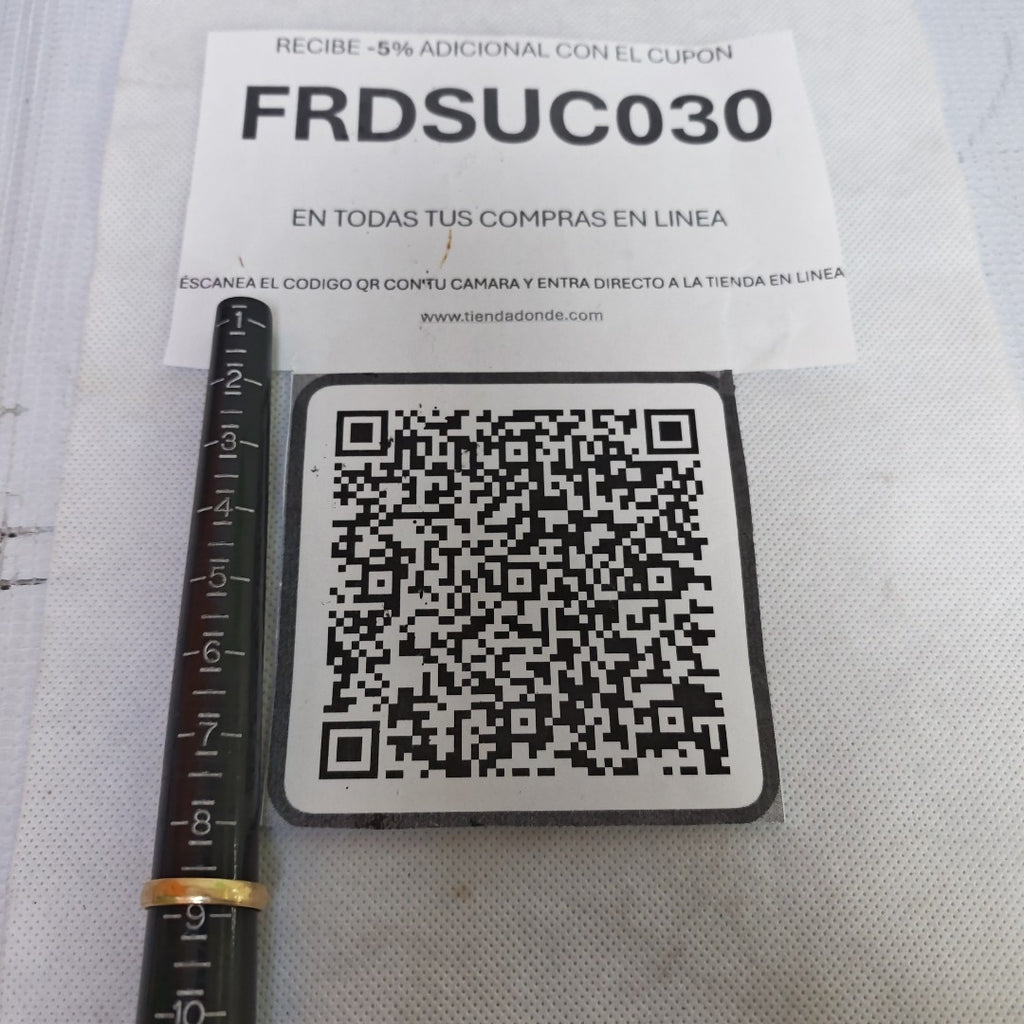 RECIBE -5% ADICIONAL CON EL CUPON
FRDSUC030
EN TODAS TUS COMPRAS EN LINEA
ESCANEA EL CODIGO QR CON TU CAMARA Y ENTRA DIRECTO A LA TIENDA EN LINEA
www.tiendadonde.com
1
2
3
4
5
6
7
8
9
10